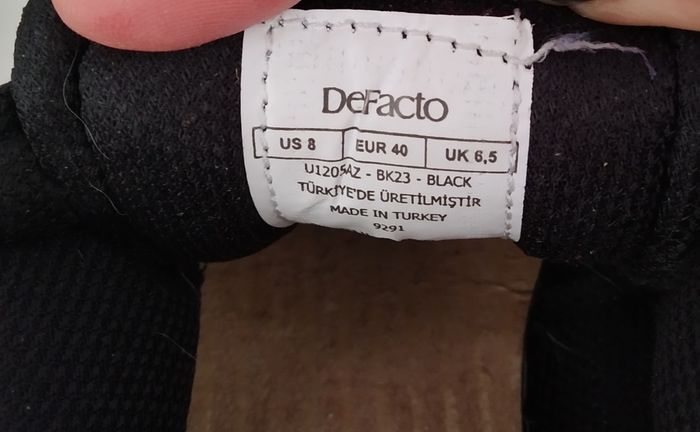 DeFacto
US 8 EUR 40 UK 6,5
U1205AZ - BK23 - BLACK
TÜRKİYE'DE ÜRETİLMİŞTİR
MADE IN TURKEY
9291